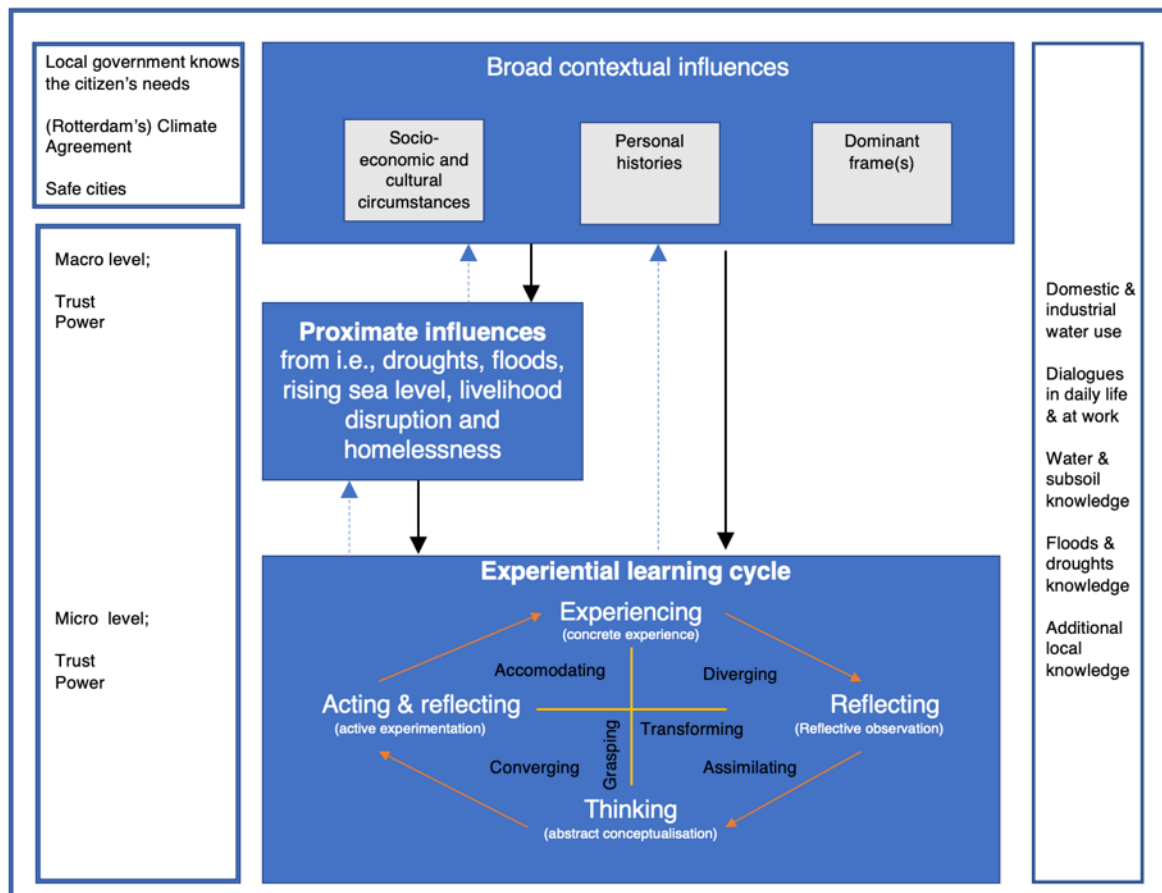 Local government knows
the citizen's needs
(Rotterdam's) Climate
Agreement
Safe cities
Macro level;
Trust
Power
Micro level;
Trust
Power
Broad contextual influences
Socio-
economic and
cultural
circumstances
Personal
histories
Dominant
frame(s)
Proximate influences
from i.e., droughts, floods,
rising sea level, livelihood
disruption and
homelessness
Experiential learning cycle
Experiencing
(concrete experience)
Accomodating
Diverging
Acting & reflecting
(active experimentation)
Reflecting
(Reflective observation)
Grasping
Transforming
Converging
Assimilating
Thinking
(abstract conceptualisation)
Domestic &
industrial
water use
Dialogues
in daily life
& at work
Water &
subsoil
knowledge
Floods &
droughts
knowledge
Additional
local
knowledge